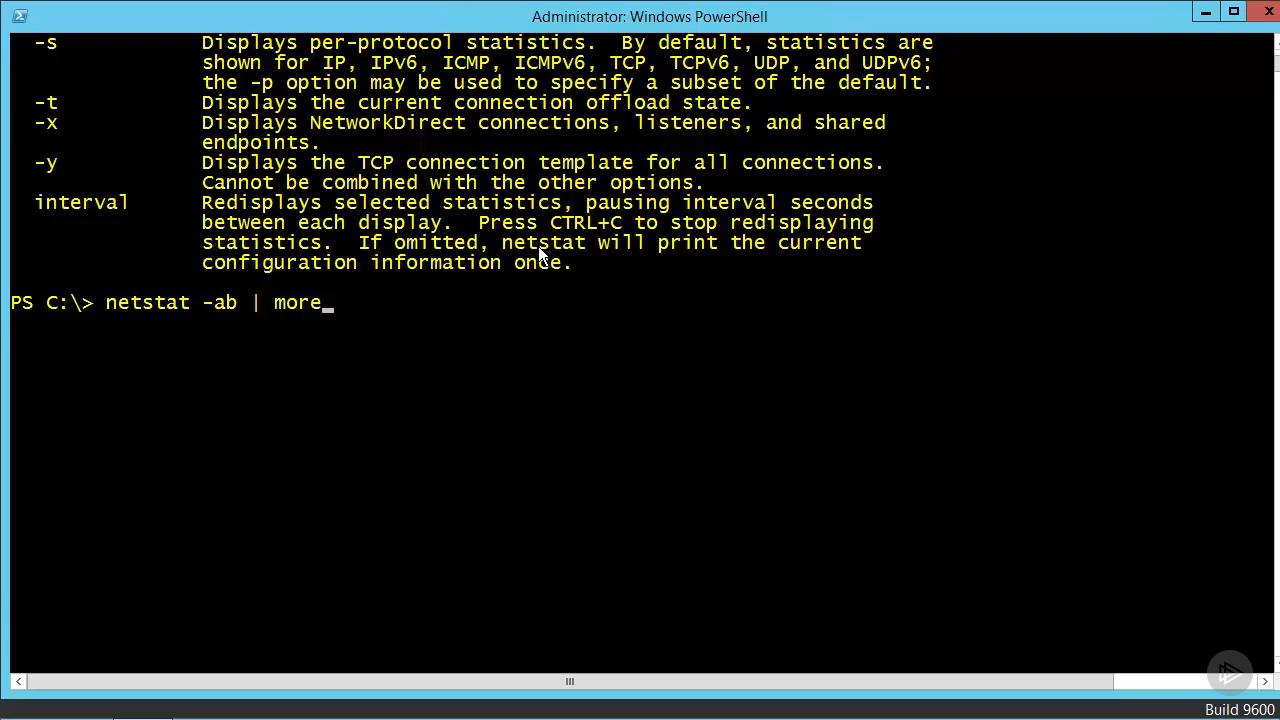 Administrator: Windows PowerShell
-s Displays per-protocol statistics. By default, statistics are
shown for IP, IPv6, ICMP, ICMPv6, TCP, TCPv6, UDP, and UDPv6;
the -p option may be used to specify a subset of the default.
-t Displays the current connection offload state.
-x Displays NetworkDirect connections, listeners, and shared
endpoints.
-y Displays the TCP connection template for all connections.
Cannot be combined with the other options.
interval Redisplays selected statistics, pausing interval seconds
between each display. Press CTRL+C to stop redisplaying
statistics. If omitted, netstat will print the current
configuration information once.
PS C:\> netstat -ab | more
Build 9600